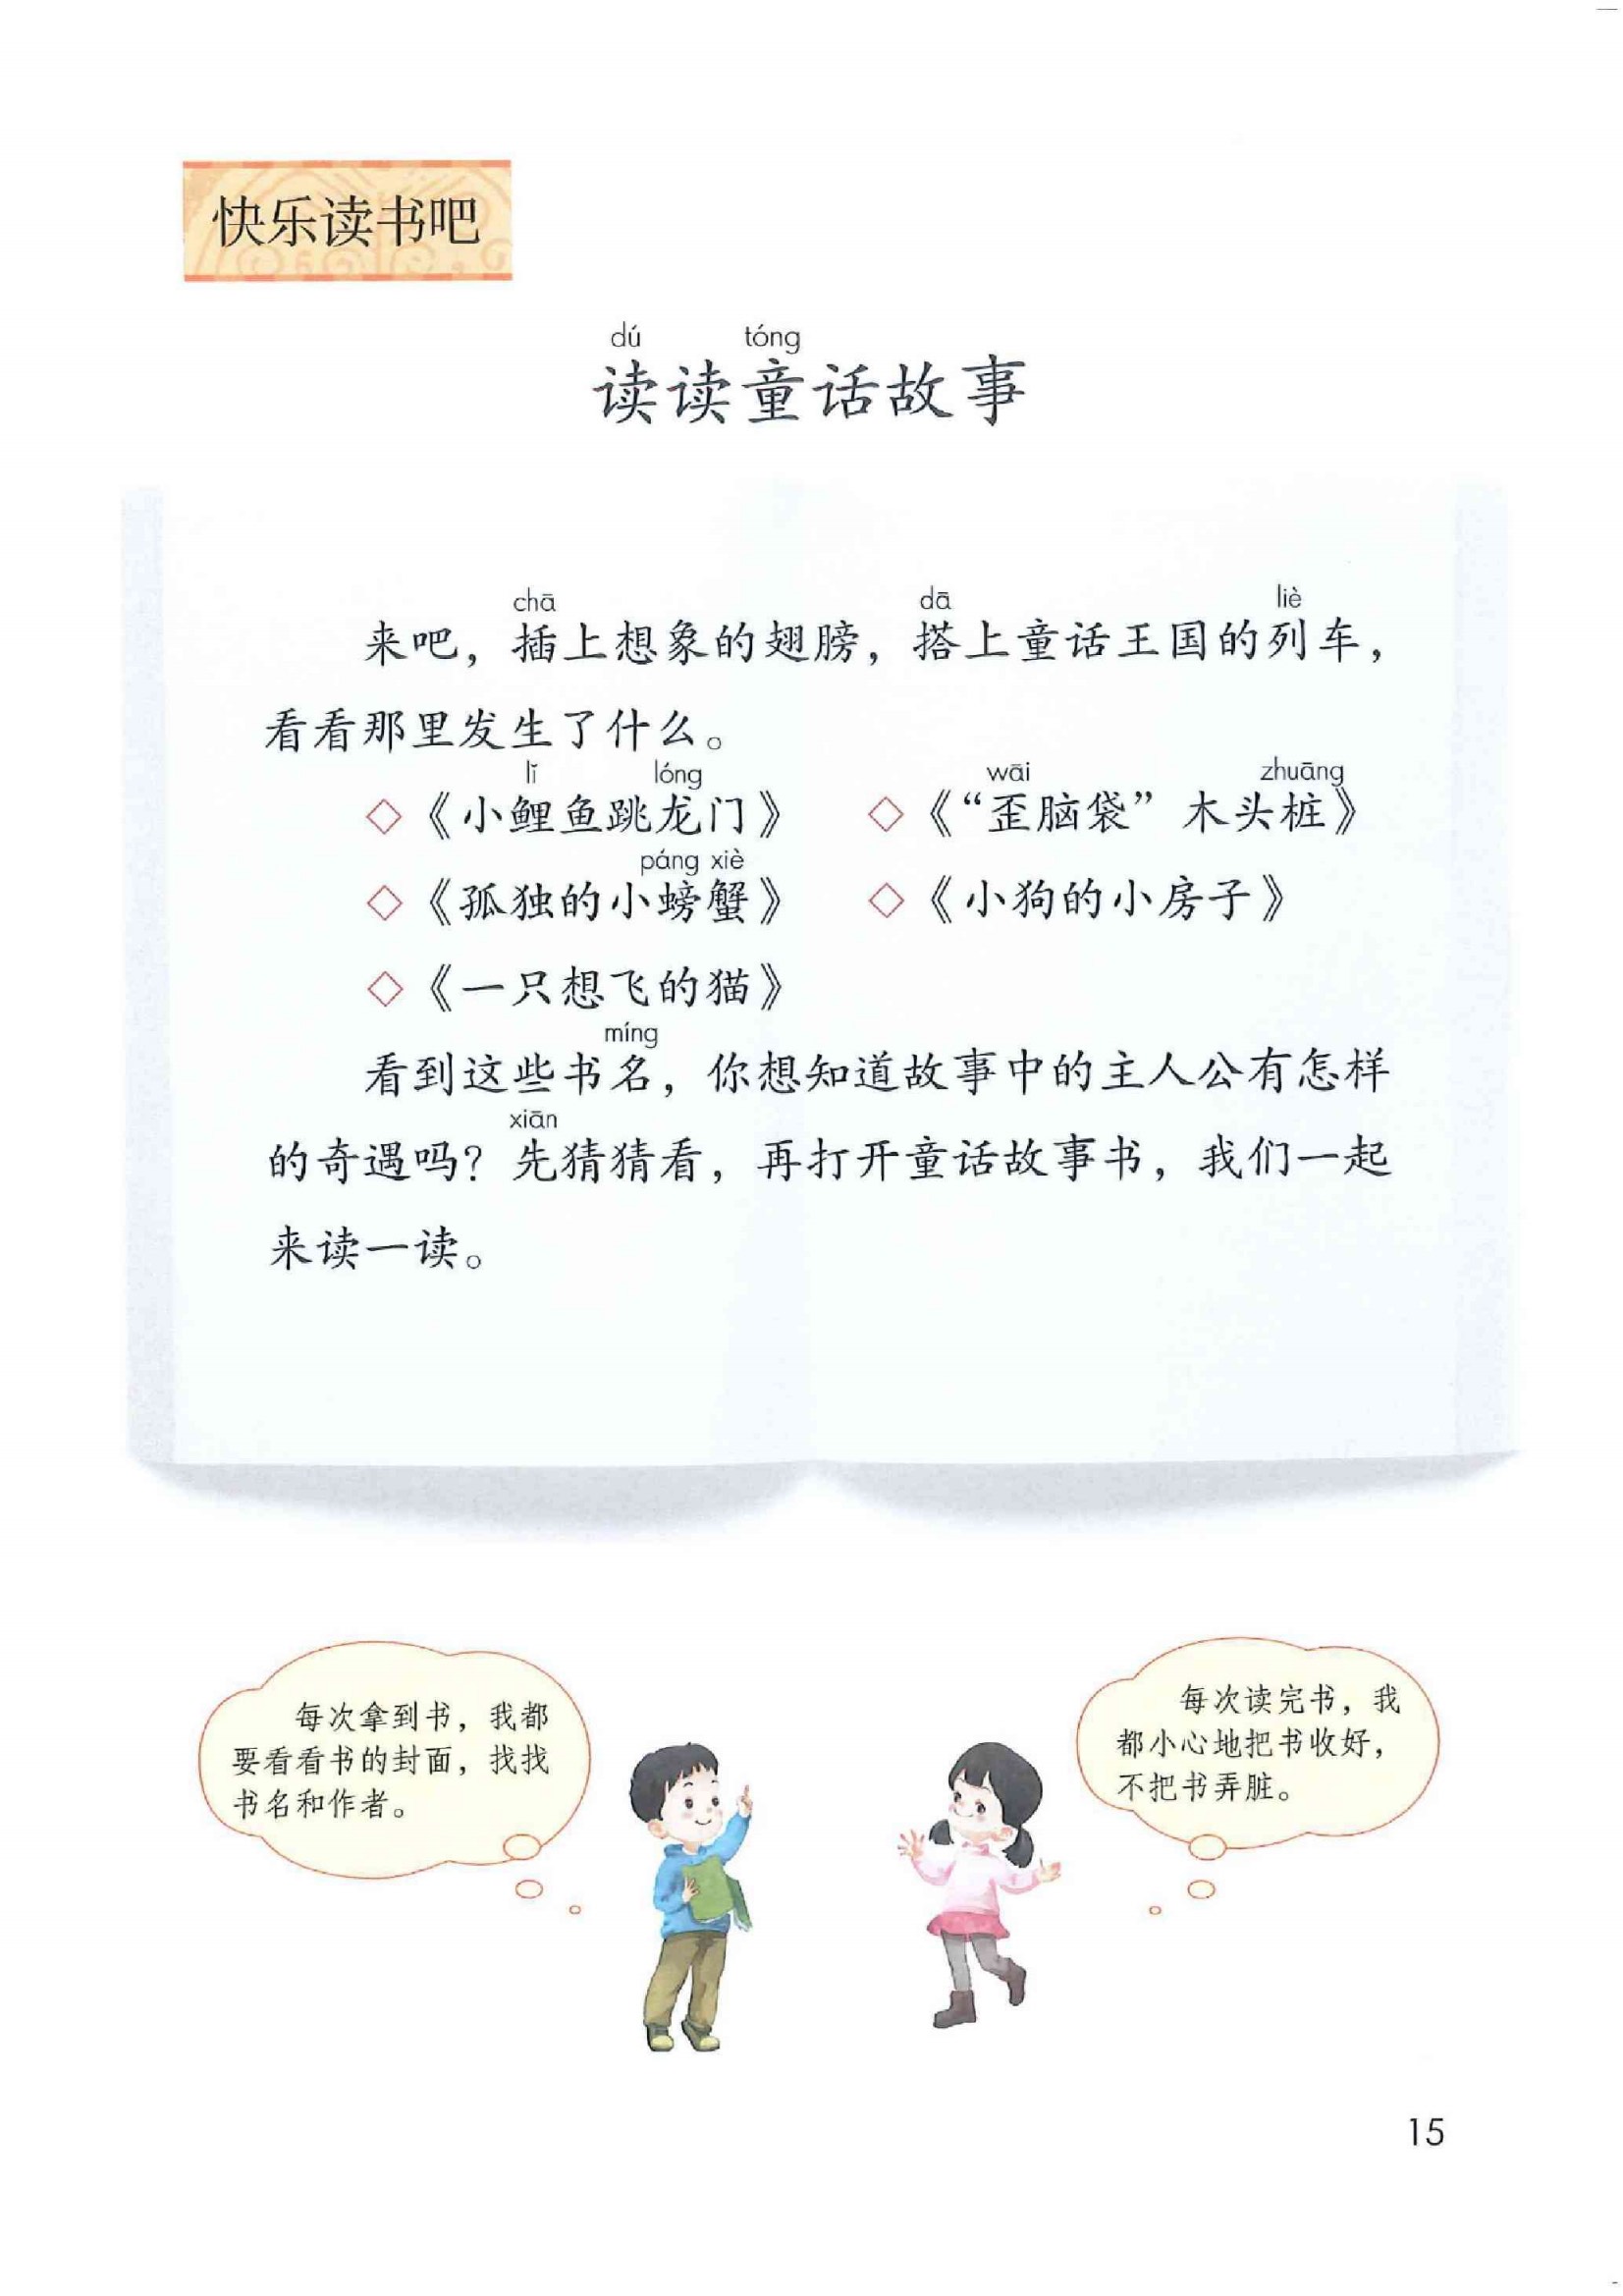 快乐读书吧
dú tóng
读读童话故事
chā dā liè
来吧，插上想象的翅膀，搭上童话王国的列车，
看看那里发生了什么。
lǐ lóng wāi zhuāng
◇《小鲤鱼跳龙门》 ◇《“歪脑袋”木头桩》
páng xiè
◇《孤独的小螃蟹》 ◇《小狗的小房子》
◇《一只想飞的猫》
míng
看到这些书名，你想知道故事中的主人公有怎样
xiān
的奇遇吗？先猜猜看，再打开童话故事书，我们一起
来读一读。
每次拿到书，我都
要看看书的封面，找找
书名和作者。
每次读完书，我
都小心地把书收好，
不把书弄脏。
15